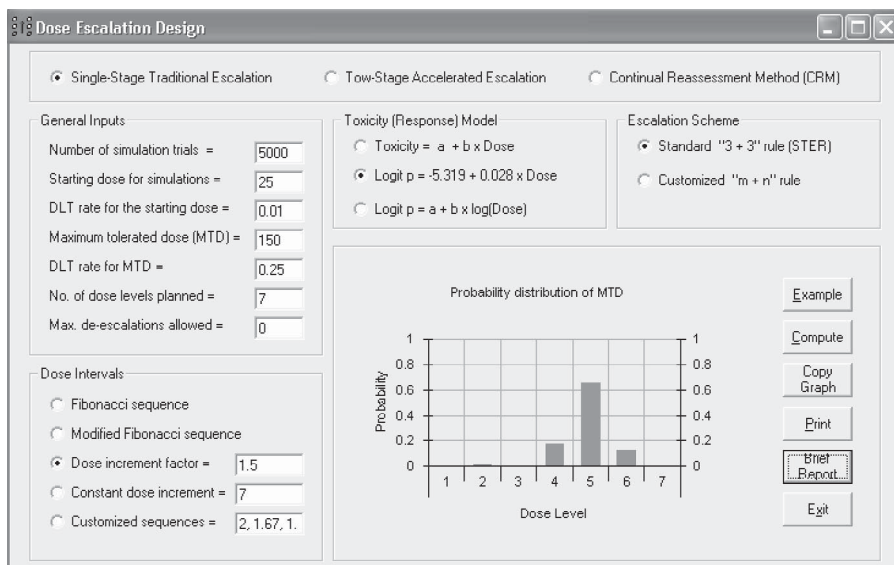 Dose Escalation Design
Single-Stage Traditional Escalation
Tow-Stage Accelerated Escalation
Continual Reassessment Method (CRM)
General Inputs
Number of simulation trials = 5000
Starting dose for simulations = 25
DLT rate for the starting dose = 0.01
Maximum tolerated dose (MTD) = 150
DLT rate for MTD = 0.25
No. of dose levels planned = 7
Max. de-escalations allowed = 0
Dose Intervals
Fibonacci sequence
Modified Fibonacci sequence
Dose increment factor = 1.5
Constant dose increment = 7
Customized sequences = 2, 1.67, 1.
Toxicity (Response) Model
Toxicity = a + b x Dose
Logit p = -5.319 + 0.028 x Dose
Logit p = a + b x log(Dose)
Escalation Scheme
Standard "3 + 3" rule (STER)
Customized "m + n" rule
Probability distribution of MTD
Probability
1 1
0.8 0.8
0.6 0.6
0.4 0.4
0.2 0.2
0 0
1 2 3 4 5 6 7
Dose Level
Example
Compute
Copy
Graph
Print
Brief
Report
Exit